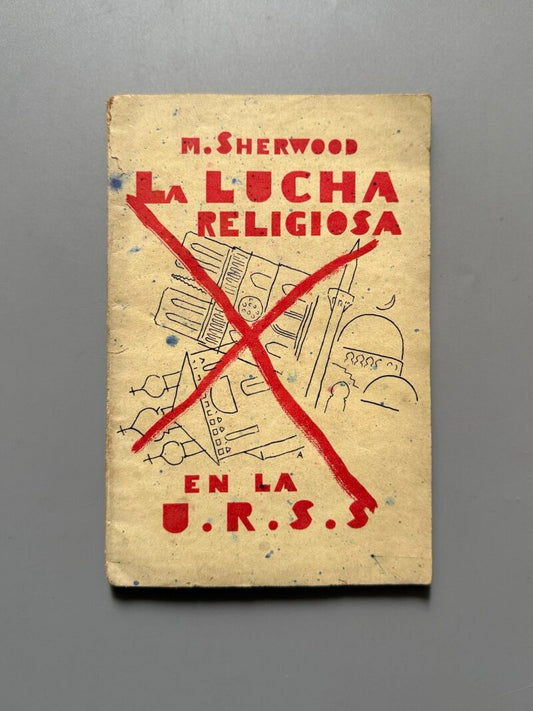 M. SHERWOOD
LA LUCHA
RELIGIOSA
A
EN LA
U.R.S.S